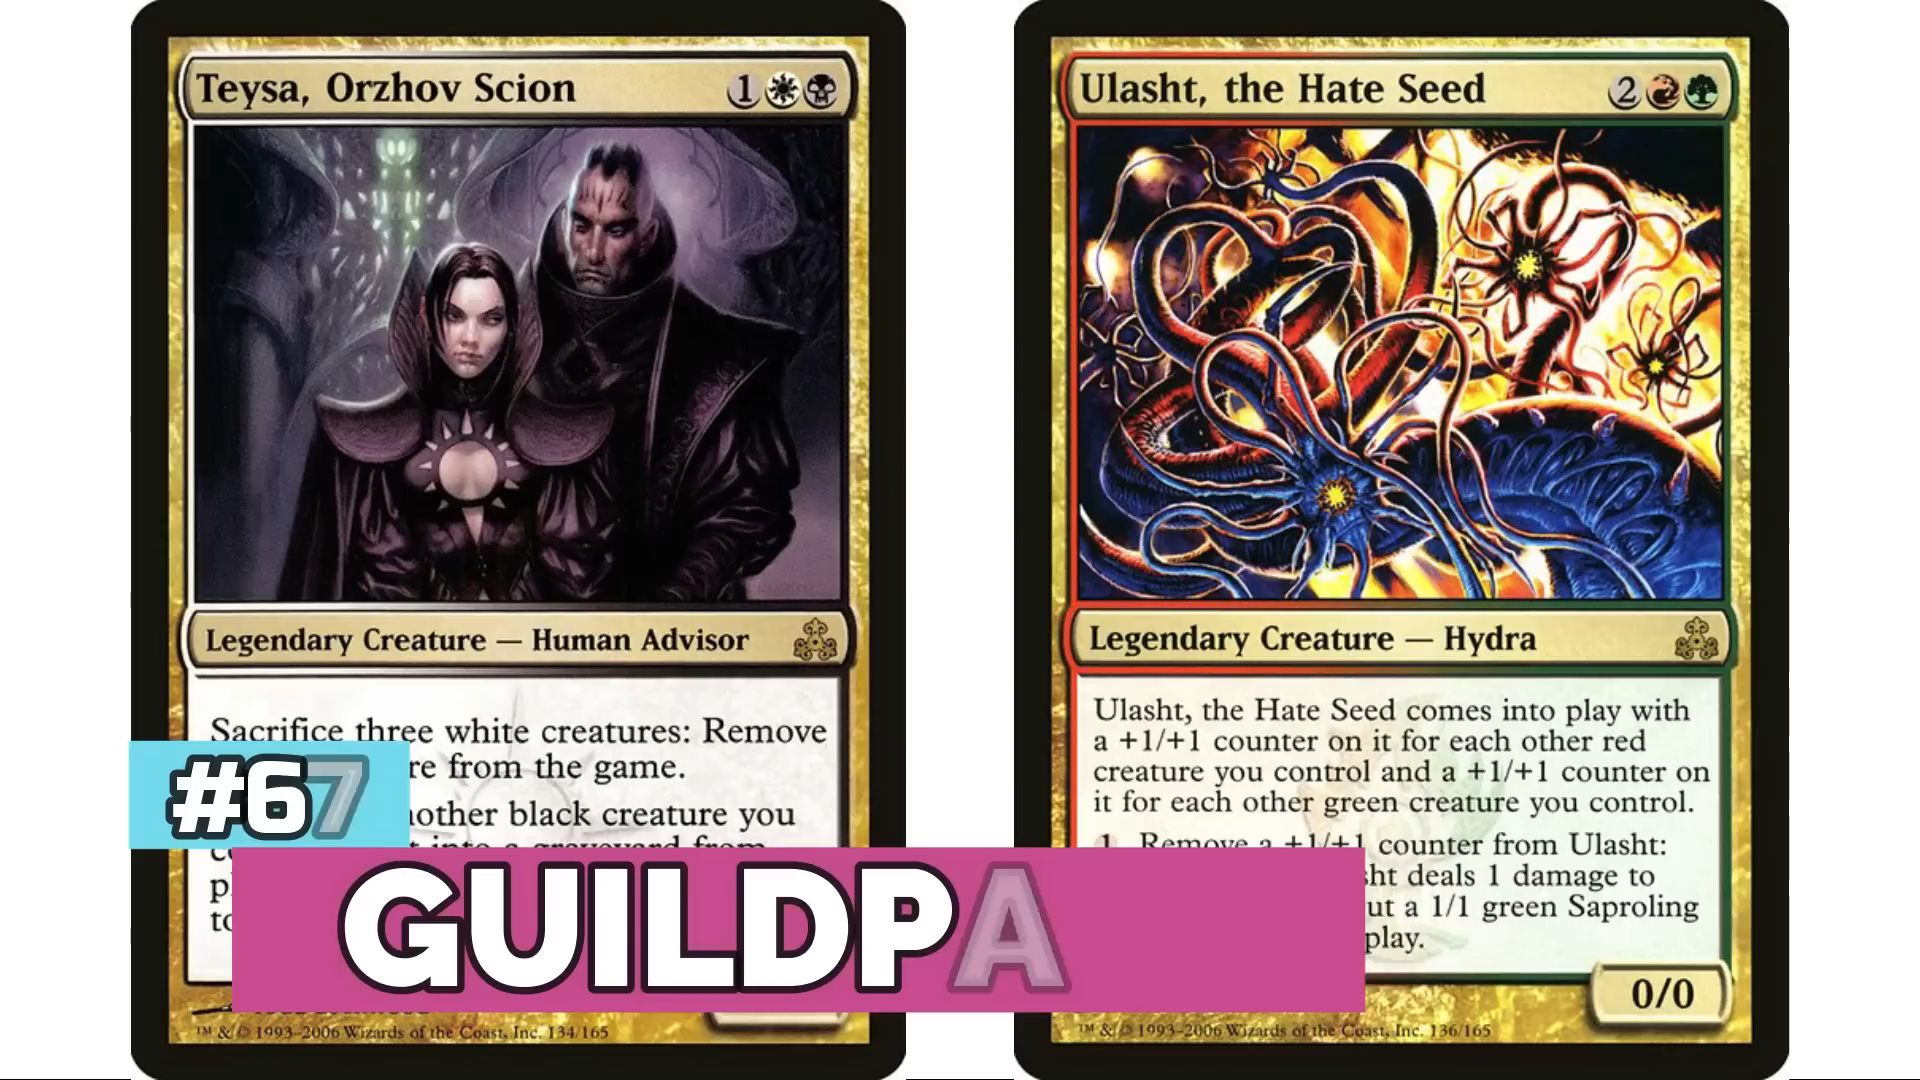 Teysa, Orzhov Scion
1
Legendary Creature — Human Advisor
Sacrifice three white creatures: Remove
re from the game.
nother black creature you
into a graveyard from
p
to
™ & © 1993–2006 Wizards of the Coast, Inc. 134/165
Ulasht, the Hate Seed
2
Legendary Creature — Hydra
Ulasht, the Hate Seed comes into play with
a +1/+1 counter on it for each other red
creature you control and a +1/+1 counter on
it for each other green creature you control.
1, Remove a +1/+1 counter from Ulasht:
sht deals 1 damage to
ut a 1/1 green Saproling
play.
0/0
™ & © 1993–2006 Wizards of the Coast, Inc. 136/165
#67
GUILDPA